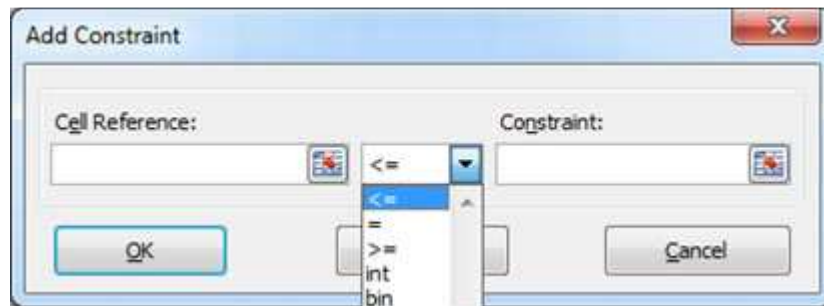 Add Constraint
Cell Reference:
Constraint:
<=
<=
=
>=
int
bin
OK
Cancel